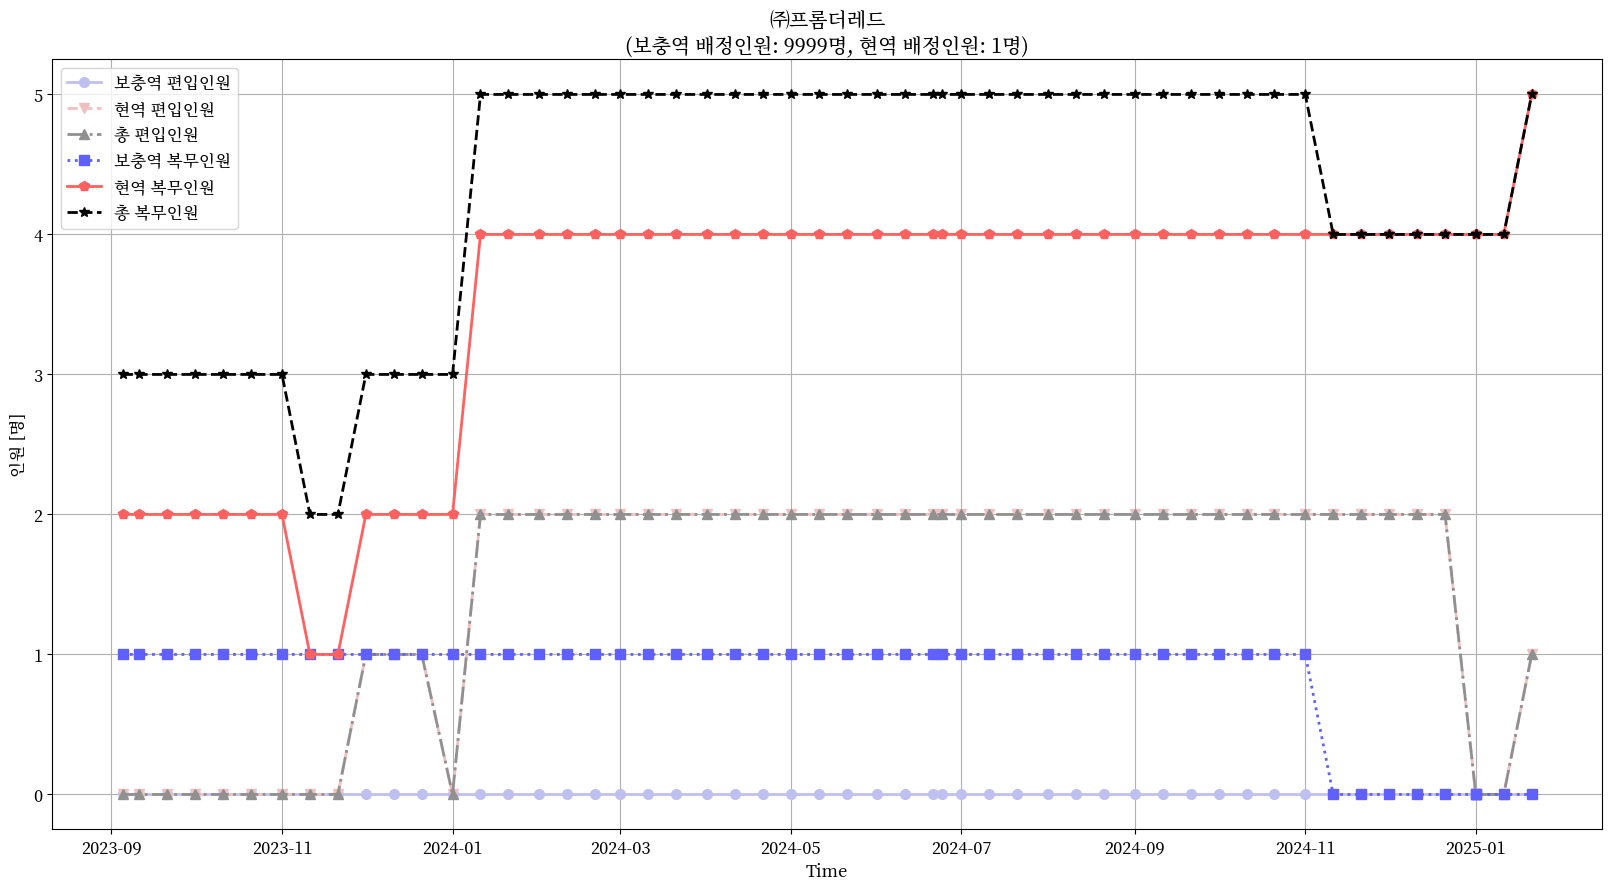 ㈜프롬더레드
(보충역 배정인원: 9999명, 현역 배정인원: 1명)
보충역 편입인원
현역 편입인원
총 편입인원
보충역 복무인원
현역 복무인원
총 복무인원
인원 [명]
5
4
3
2
1
0
2023-09
2023-11
2024-01
2024-03
2024-05
2024-07
2024-09
2024-11
2025-01
Time